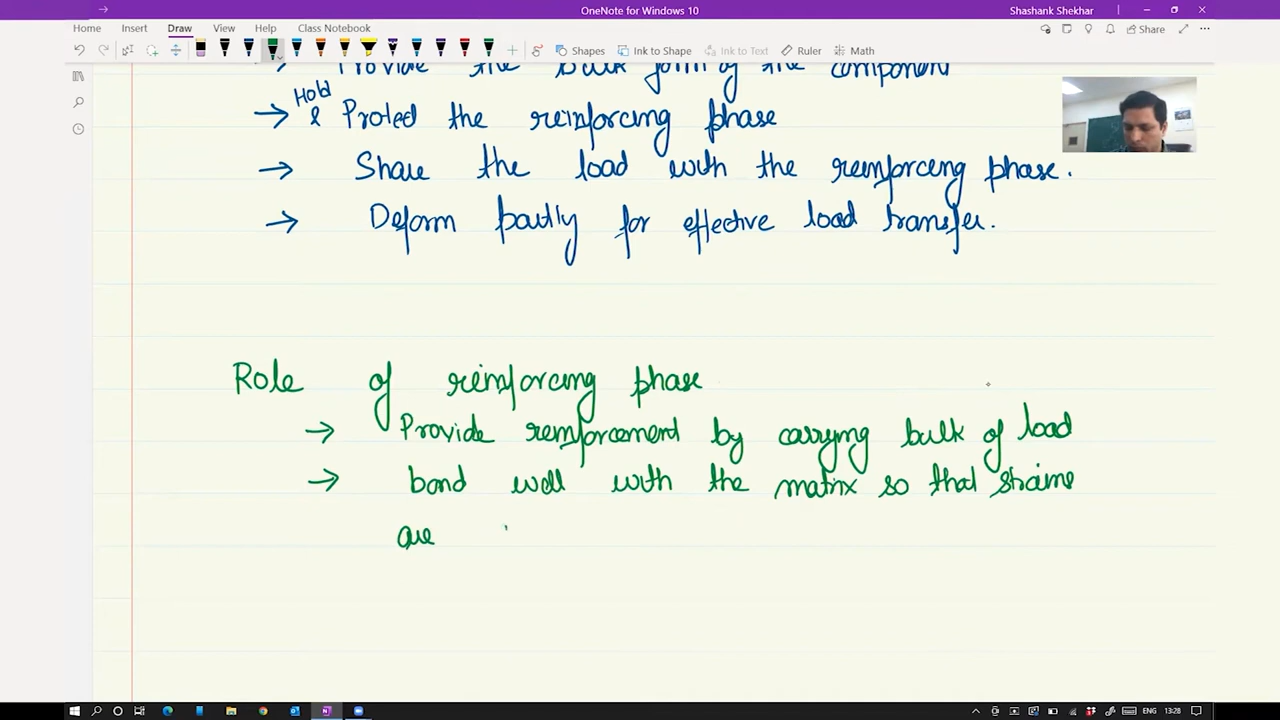 OneNote for Windows 10
Shashank Shekhar
Home Insert Draw View Help Class Notebook
Share
Shapes Ink to Shape Ink to Text Ruler Math
Provide the bulk form of the component
Hold
→ & Proted the reinforcing phase
→ Share the load with the reinforceng phase.
→ Deform partly for effective load transfer.
Role of reinforcing phase
→ Provide reinforcement by carrying bulk of load
→ bond well with the matrix so that strains
are
ENG 13:28